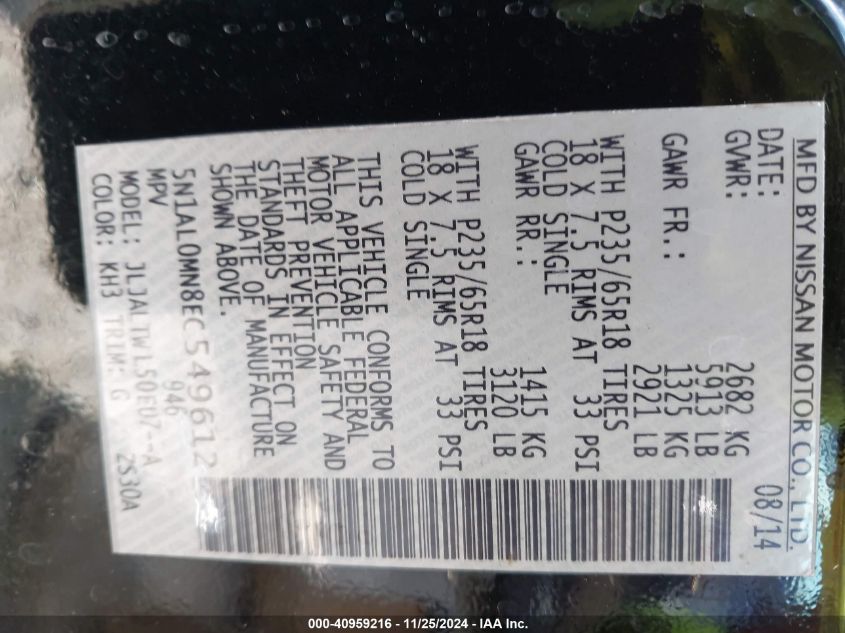 MFD BY NISSAN MOTOR CO., LTD.
DATE: 08/14
GVWR: 2682 KG
5913 LB
GAWR FR.: 1325 KG
2921 LB
WITH P235/65R18 TIRES
18 X 7.5 RIMS AT 33 PSI
COLD SINGLE
GAWR RR.: 1415 KG
3120 LB
WITH P235/65R18 TIRES
18 X 7.5 RIMS AT 33 PSI
COLD SINGLE
THIS VEHICLE CONFORMS TO
ALL APPLICABLE FEDERAL
MOTOR VEHICLE SAFETY AND
THEFT PREVENTION
STANDARDS IN EFFECT ON
THE DATE OF MANUFACTURE
SHOWN ABOVE.
5N1AL0MN8EC549612
MPV 946
MODEL: JLJALTWL50EU7--A
COLOR: KH3 TRIM: G 2S30A
000-40959216 - 11/25/2024 - IAA Inc.